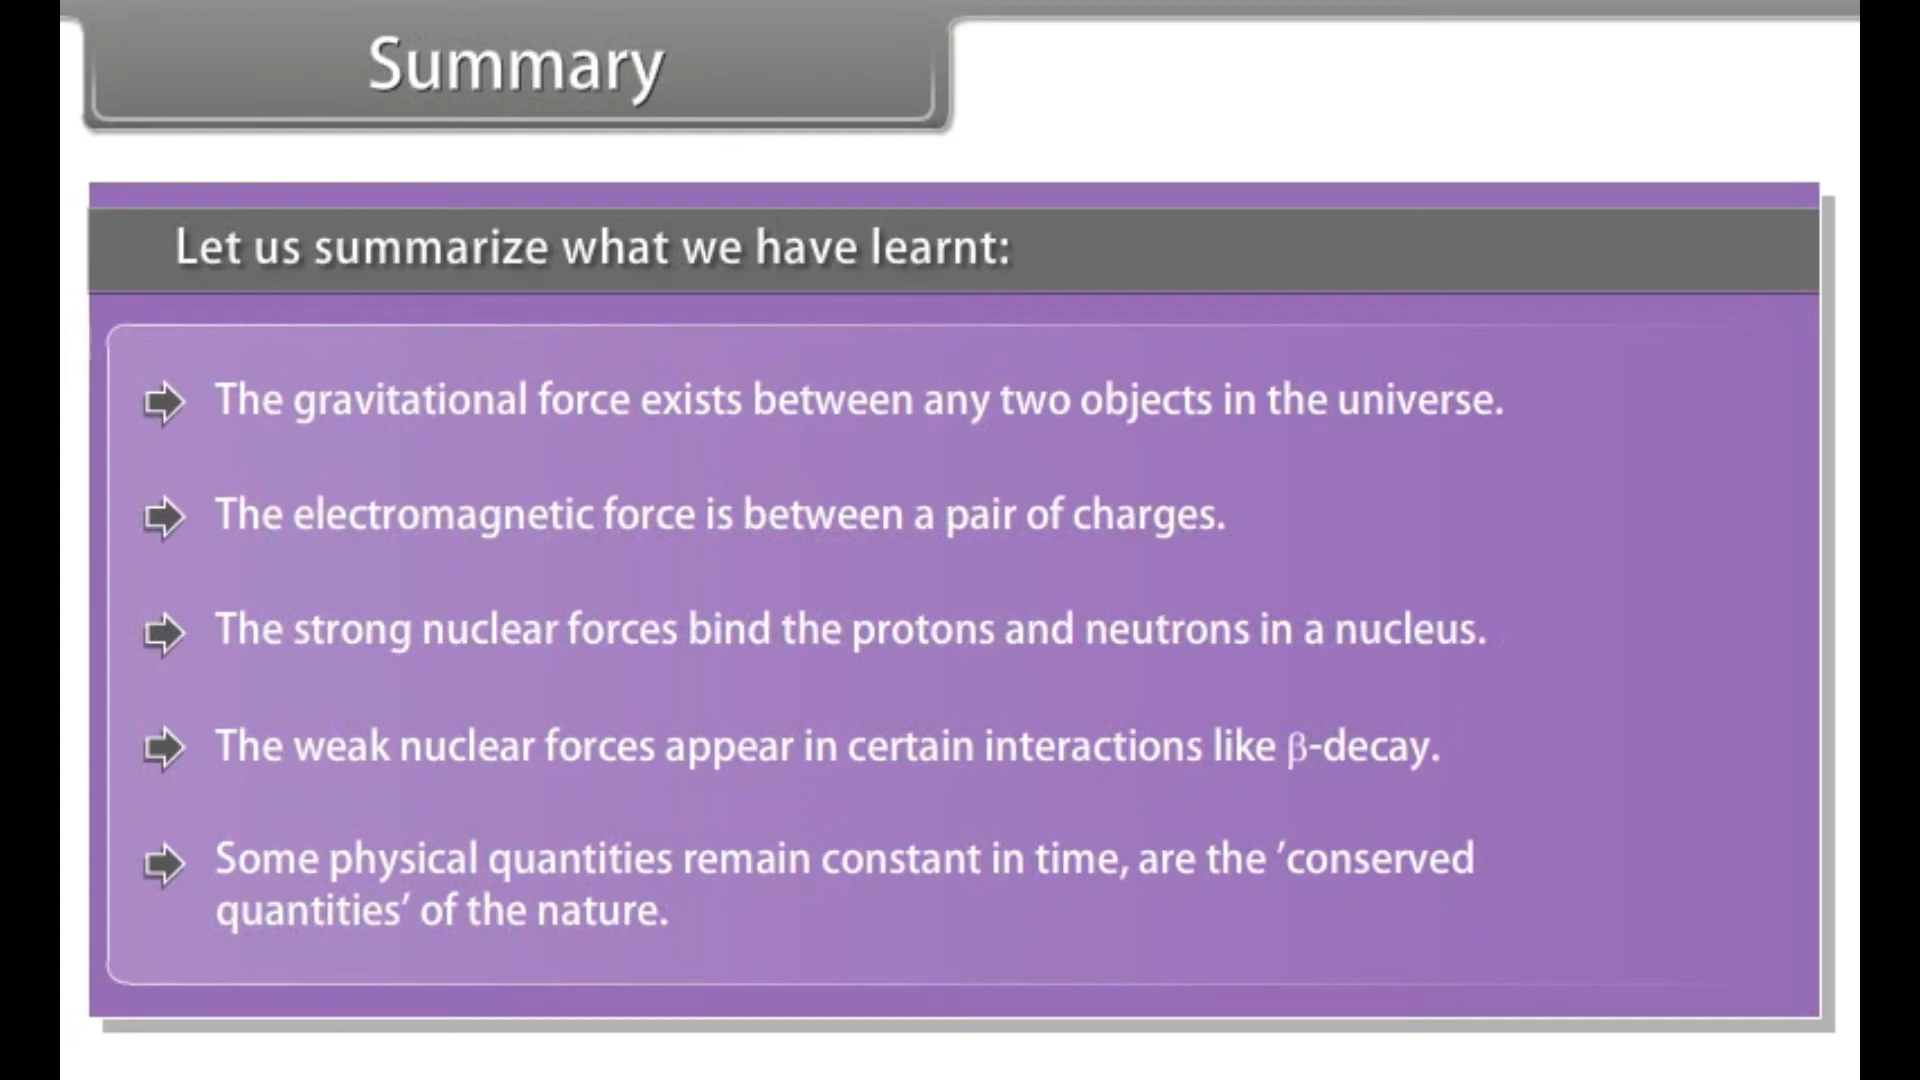 Summary
Let us summarize what we have learnt:
The gravitational force exists between any two objects in the universe.
The electromagnetic force is between a pair of charges.
The strong nuclear forces bind the protons and neutrons in a nucleus.
The weak nuclear forces appear in certain interactions like β-decay.
Some physical quantities remain constant in time, are the ‘conserved
quantities’ of the nature.